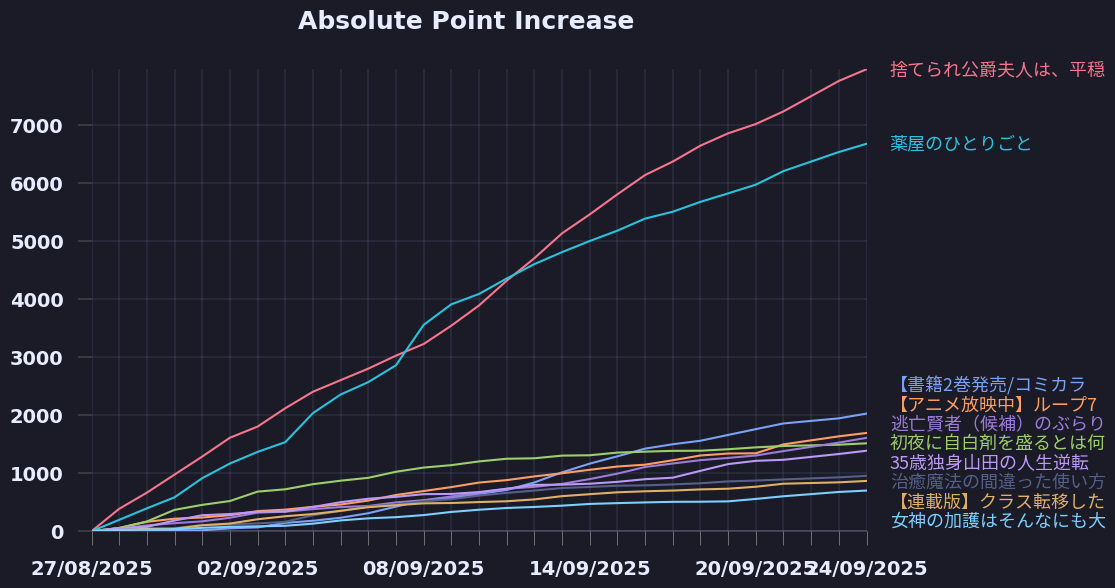 Absolute Point Increase
捨てられ公爵夫人は、平穏
7000
薬屋のひとりごと
6000
5000
4000
3000
【書籍2巻発売/コミカラ
2000
【アニメ放映中】ループ7
逃亡賢者（候補）のぶらり
初夜に自白剤を盛るとは何
35歳独身山田の人生逆転
1000
治癒魔法の間違った使い方
【連載版】クラス転移した
女神の加護はそんなにも大
0
27/08/2025
02/09/2025
08/09/2025
14/09/2025
20/09/2025
24/09/2025